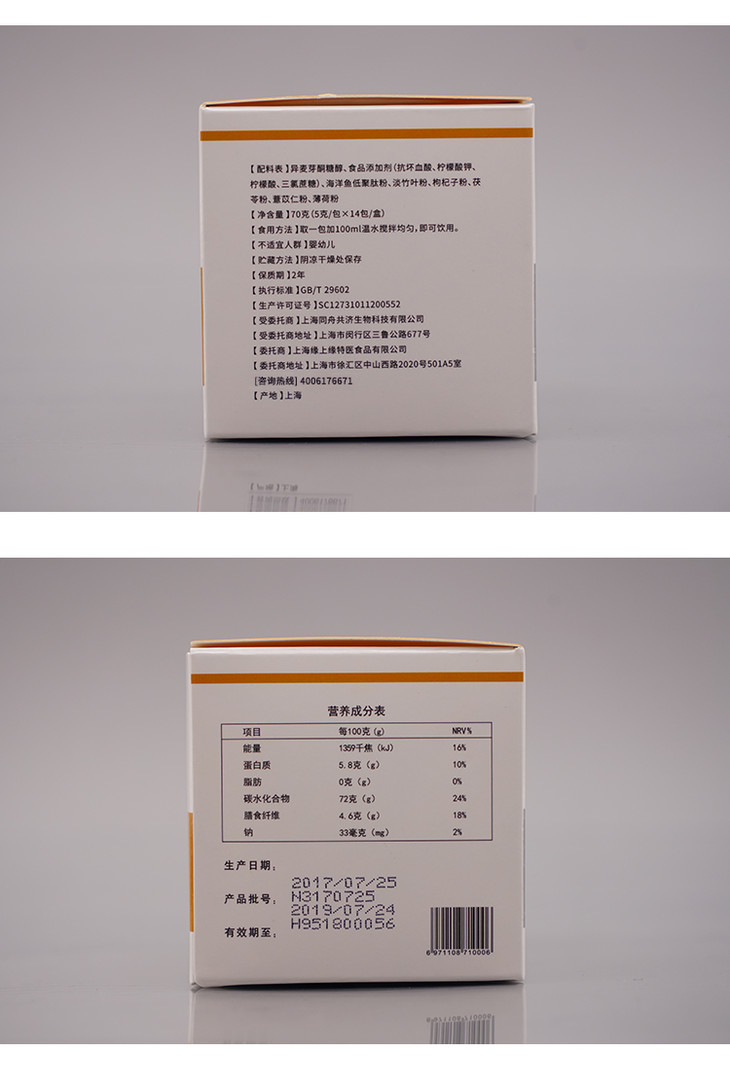 【配料表】异麦芽酮糖醇、食品添加剂(抗坏血酸、柠檬酸钾、
柠檬酸、三氯蔗糖)、海洋鱼低聚肽粉、淡竹叶粉、枸杞子粉、茯
苓粉、薏苡仁粉、薄荷粉
【净含量】70克(5克/包×14包/盒)
【食用方法】取一包加100ml温水搅拌均匀,即可饮用。
【不适宜人群】婴幼儿
【贮藏方法】阴凉干燥处保存
【保质期】2年
【执行标准】GB/T 29602
【生产许可证号】SC12731011200552
【受委托商】上海同舟共济生物科技有限公司
【受委托商地址】上海市闵行区三鲁公路677号
【委托商】上海缘上缘特医食品有限公司
【委托商地址】上海市徐汇区中山西路2020号501A5室
[咨询热线] 4006176671
【产地】上海
营养成分表
项目 每100克(g) NRV%
能量 1359千焦(kJ) 16%
蛋白质 5.8克(g) 10%
脂肪 0克(g) 0%
碳水化合物 72克(g) 24%
膳食纤维 4.6克(g) 18%
钠 33毫克(mg) 2%
生产日期:
2017/07/25
产品批号: N3170725
2019/07/24
有效期至: H951800056
6971108710006